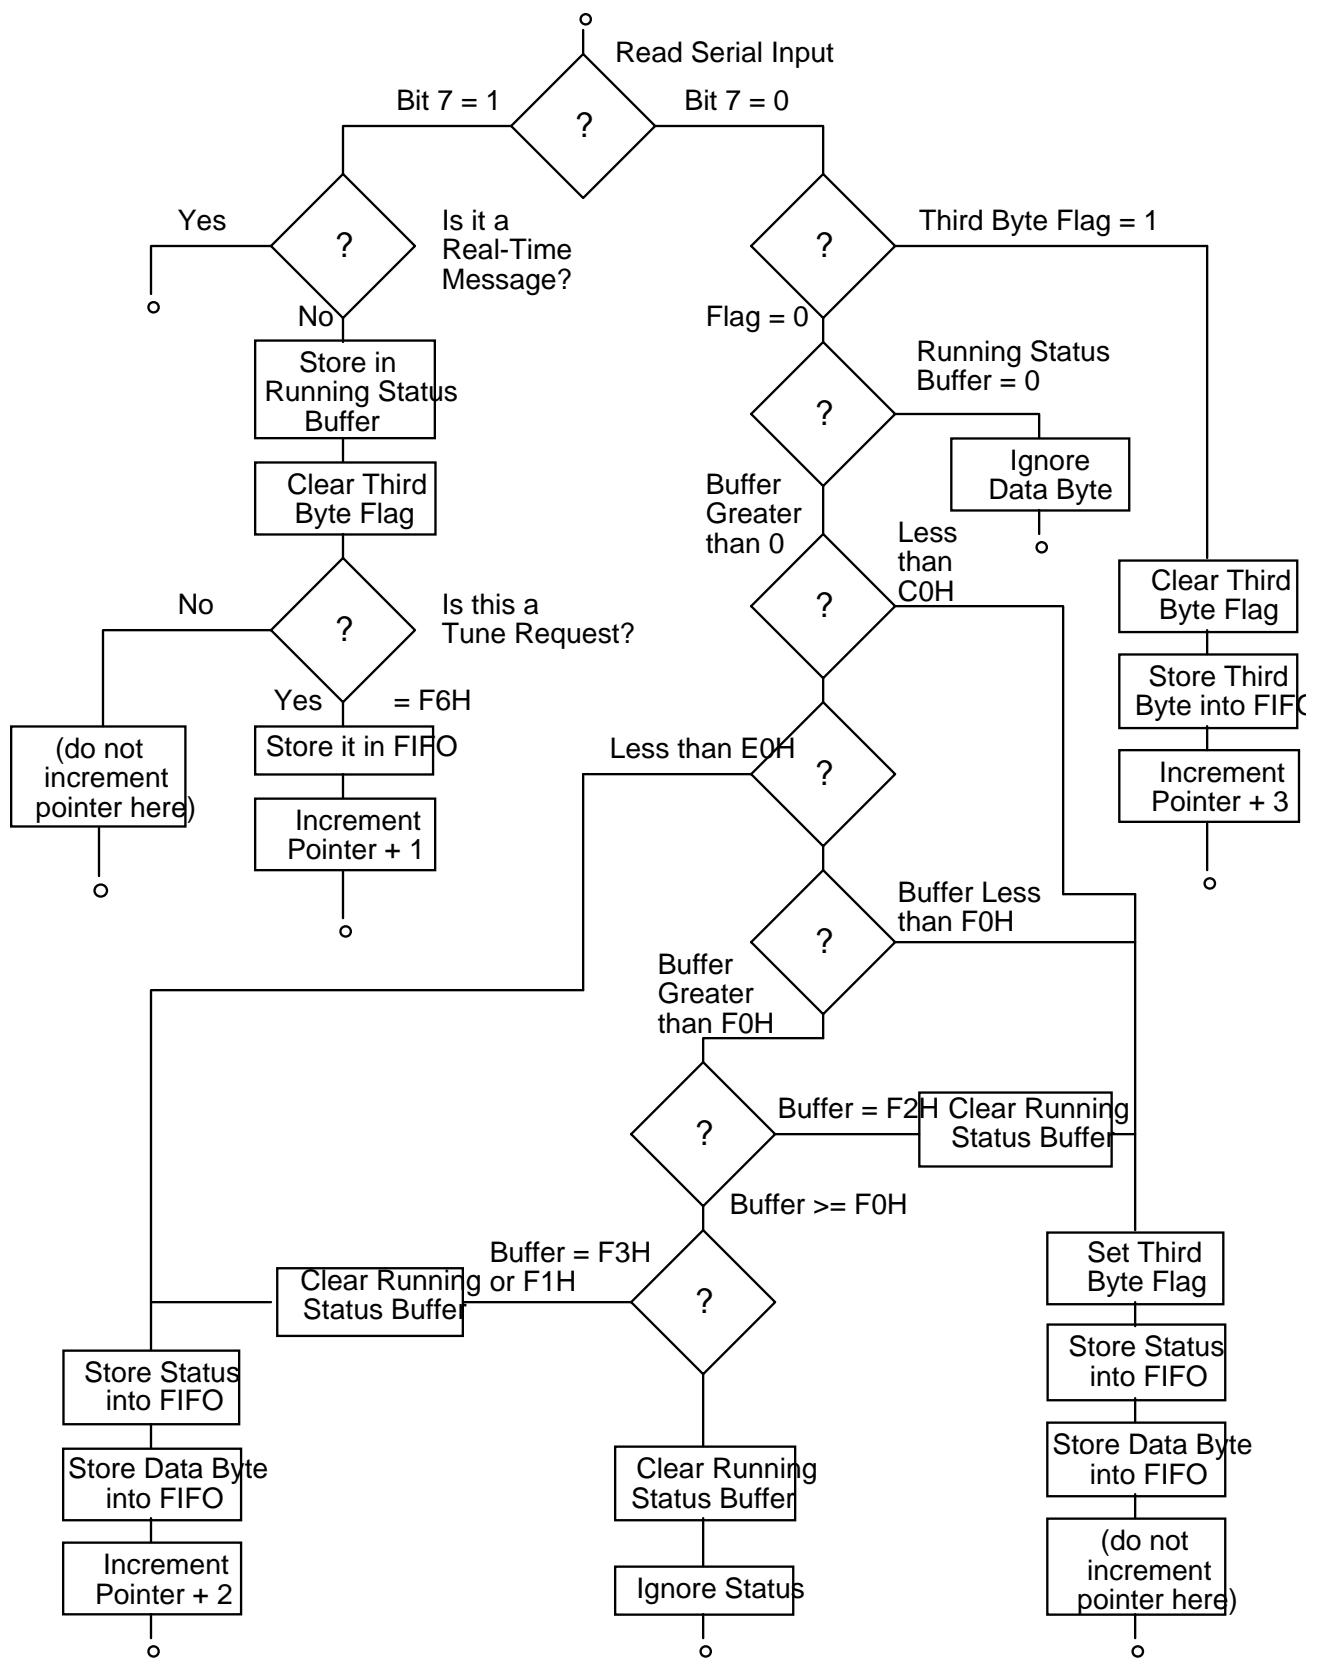 Read Serial Input
Bit 7 = 1
Bit 7 = 0
?
Yes
?
Is it a
Real-Time
Message?
No
Store in
Running Status
Buffer
Clear Third
Byte Flag
No
?
Is this a
Tune Request?
Yes
= F6H
(do not
increment
pointer here)
Store it in FIFO
Increment
Pointer + 1
?
Third Byte Flag = 1
Flag = 0
?
Running Status
Buffer = 0
Ignore
Data Byte
Buffer
Greater
than 0
?
Less
than
C0H
Clear Third
Byte Flag
Store Third
Byte into FIFO
Increment
Pointer + 3
Less than E0H
?
?
Buffer Less
than F0H
Buffer
Greater
than F0H
?
Buffer = F2H
Clear Running
Status Buffer
Buffer >= F0H
?
Buffer = F3H
or F1H
Clear Running
Status Buffer
Store Status
into FIFO
Store Data Byte
into FIFO
Increment
Pointer + 2
Clear Running
Status Buffer
Ignore Status
Set Third
Byte Flag
Store Status
into FIFO
Store Data Byte
into FIFO
(do not
increment
pointer here)